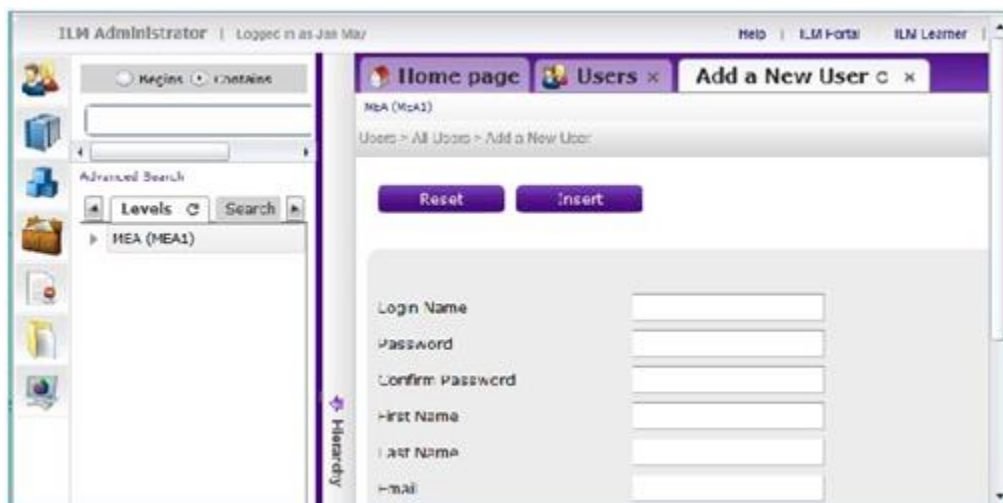 ILM Administrator | Logged in as Jan May
Help | ILM Portal ILM Learner |
Begins Contains
Home page Users × Add a New User C ×
MEA (MEA1)
Users > All Users > Add a New User
Advanced Search
Levels C Search
MEA (MEA1)
Reset Insert
Login Name
Password
Confirm Password
First Name
Last Name
Email
Hierarchy